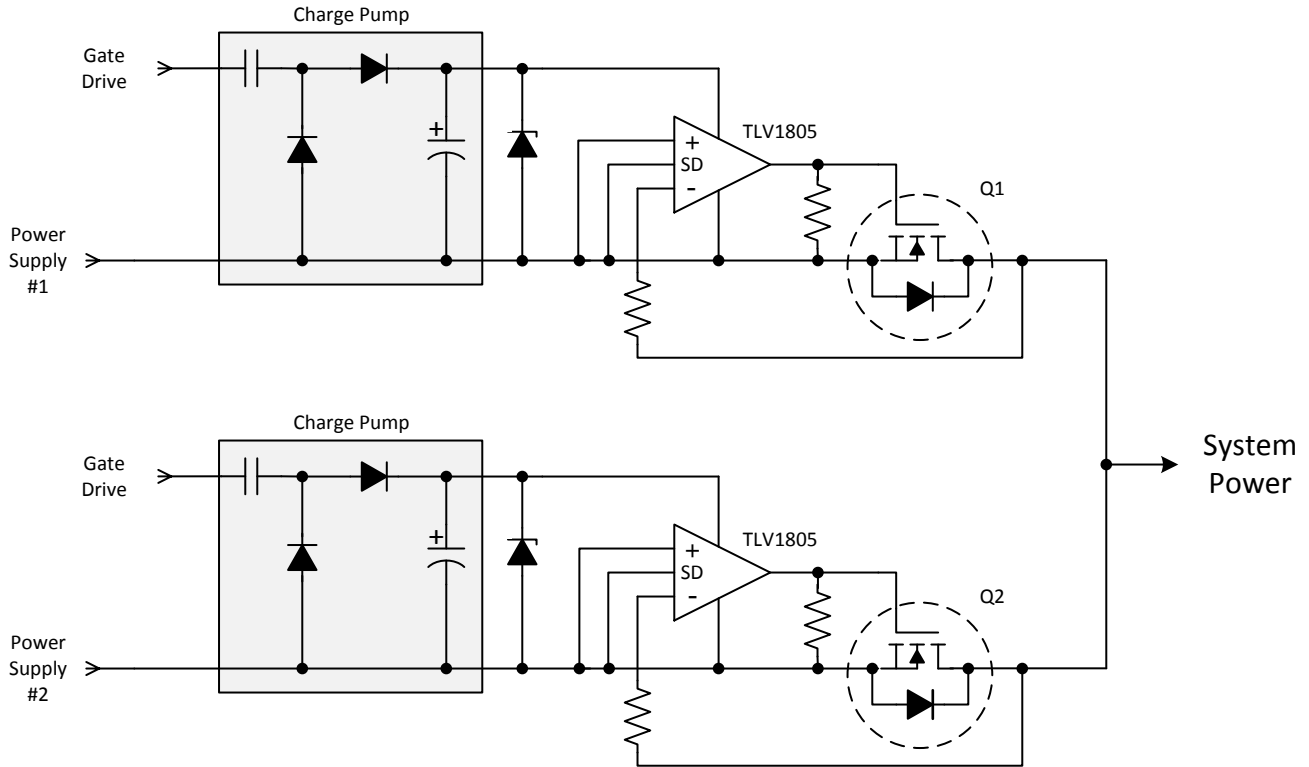 Charge Pump
Gate
Drive
+
TLV1805
+
SD
-
Q1
Power
Supply
#1
Charge Pump
Gate
Drive
+
TLV1805
+
SD
-
Q2
Power
Supply
#2
System
Power